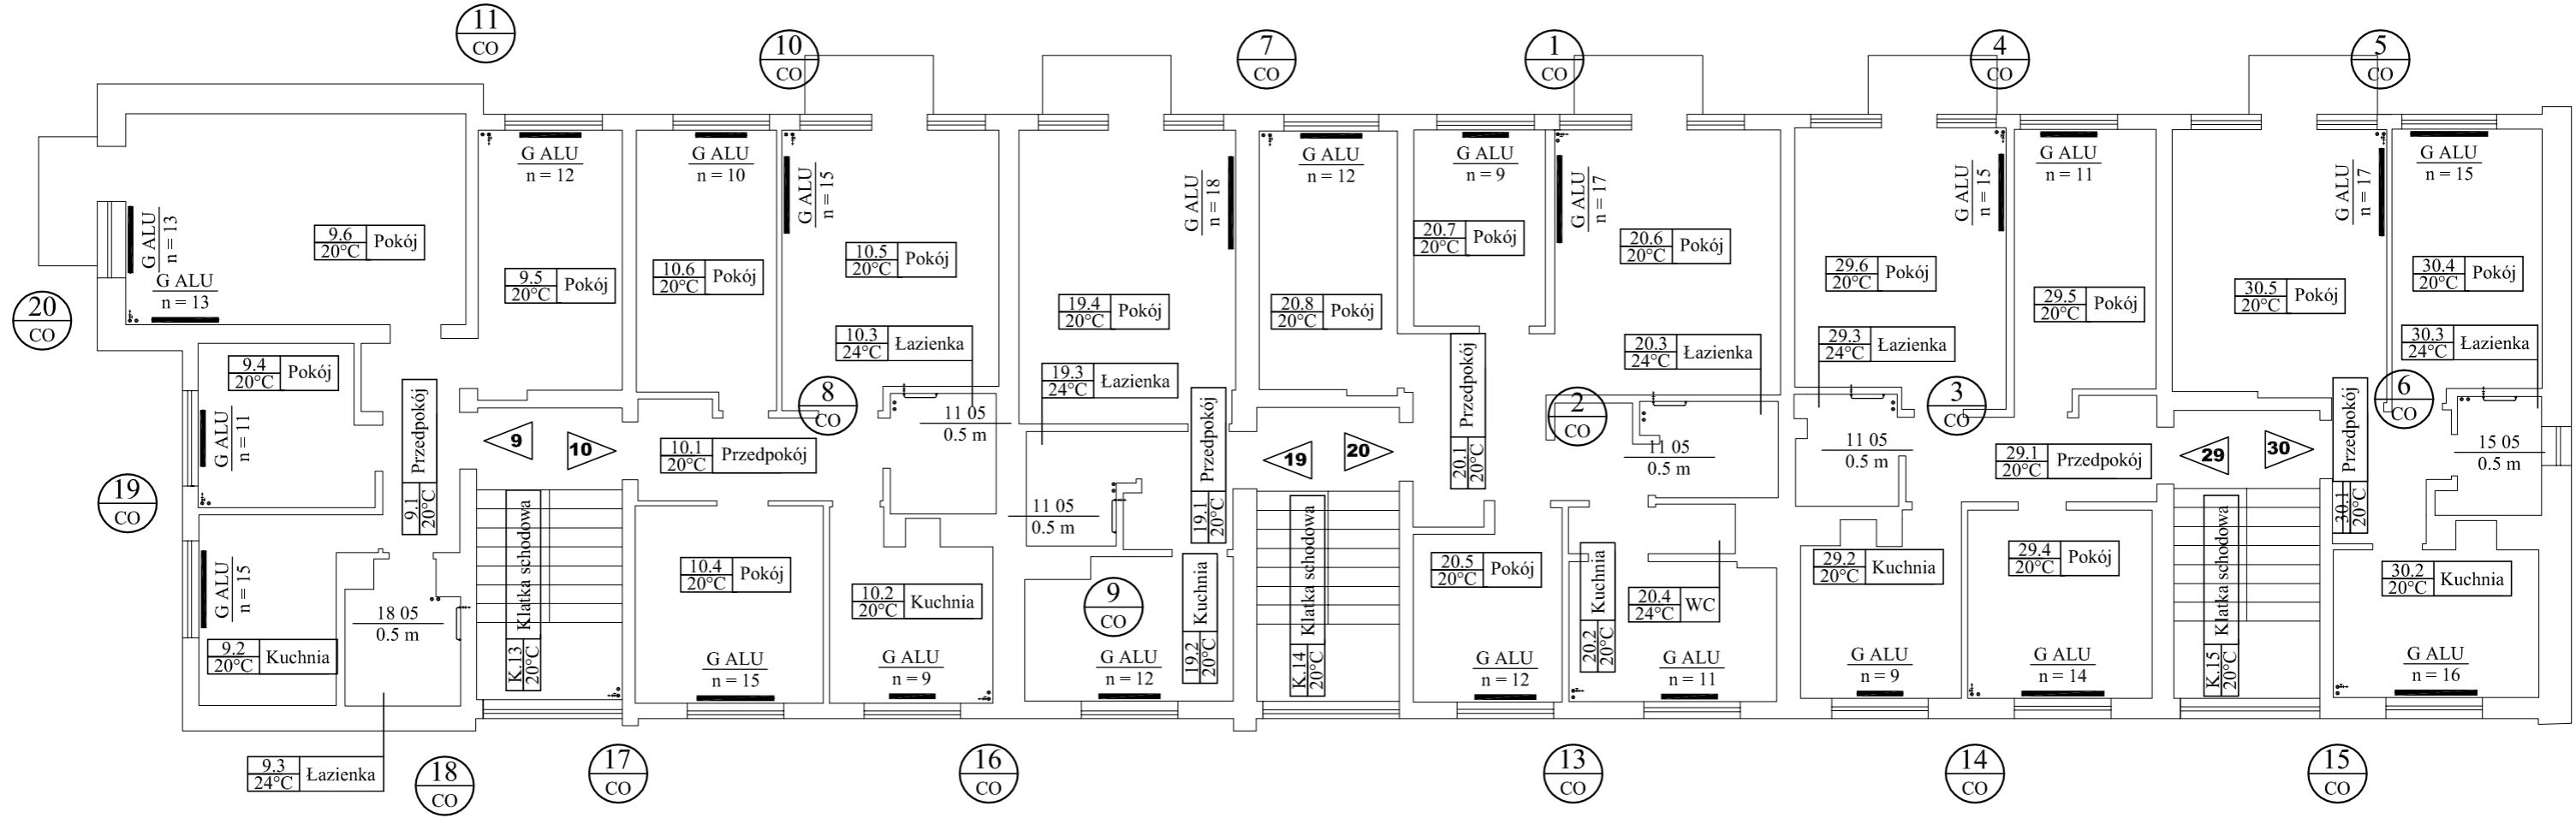 11
CO
10
CO
7
CO
1
CO
4
CO
5
CO
G ALU
n = 12
G ALU
n = 10
G ALU
n = 15
G ALU
n = 18
G ALU
n = 12
G ALU
n = 9
G ALU
n = 17
G ALU
n = 15
G ALU
n = 11
G ALU
n = 17
G ALU
n = 15
G ALU
n = 13
G ALU
n = 13
9.6
20°C
Pokój
9.5
20°C
Pokój
10.6
20°C
Pokój
10.5
20°C
Pokój
19.4
20°C
Pokój
20.8
20°C
Pokój
20.7
20°C
Pokój
20.6
20°C
Pokój
29.6
20°C
Pokój
29.5
20°C
Pokój
30.5
20°C
Pokój
30.4
20°C
Pokój
20
CO
9.4
20°C
Pokój
10.3
24°C
Łazienka
19.3
24°C
Łazienka
20.3
24°C
Łazienka
29.3
24°C
Łazienka
30.3
24°C
Łazienka
G ALU
n = 11
9.1
20°C
Przedpokój
9
10
10.1
20°C
Przedpokój
8
CO
11 05
0.5 m
11 05
0.5 m
19.1
20°C
Przedpokój
19
20
20.1
20°C
Przedpokój
2
CO
11 05
0.5 m
11 05
0.5 m
3
CO
29.1
20°C
Przedpokój
29
30
30.1
20°C
Przedpokój
6
CO
15 05
0.5 m
19
CO
G ALU
n = 15
9.2
20°C
Kuchnia
18 05
0.5 m
K.13
20°C
Klatka schodowa
10.4
20°C
Pokój
G ALU
n = 15
10.2
20°C
Kuchnia
G ALU
n = 9
9
CO
G ALU
n = 12
19.2
20°C
Kuchnia
K.14
20°C
Klatka schodowa
20.5
20°C
Pokój
G ALU
n = 12
20.2
20°C
Kuchnia
20.4
24°C
WC
G ALU
n = 11
29.2
20°C
Kuchnia
G ALU
n = 9
29.4
20°C
Pokój
G ALU
n = 14
K.15
20°C
Klatka schodowa
30.2
20°C
Kuchnia
G ALU
n = 16
9.3
24°C
Łazienka
18
CO
17
CO
16
CO
13
CO
14
CO
15
CO